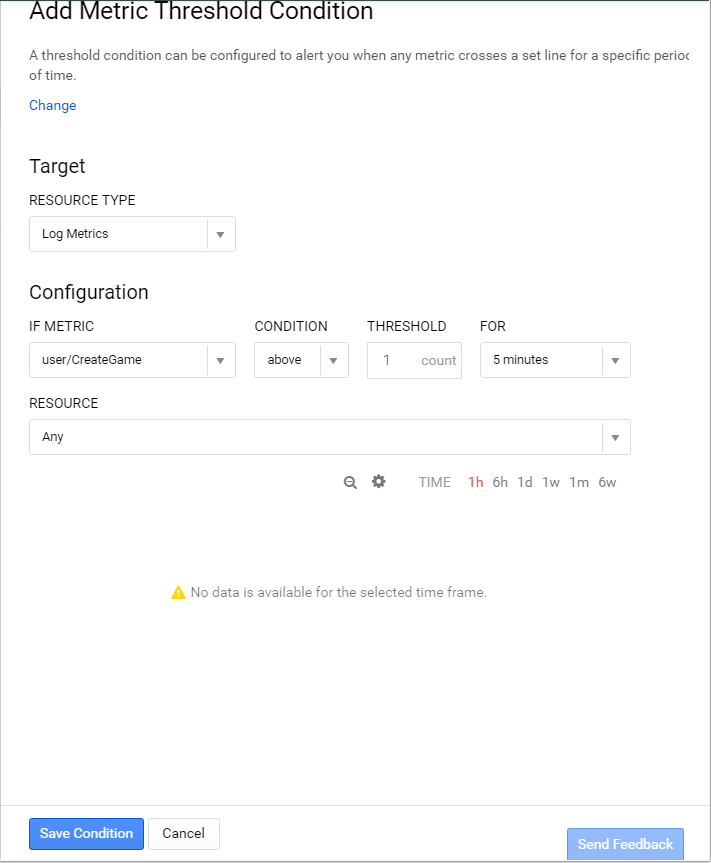 Add Metric Threshold Condition
A threshold condition can be configured to alert you when any metric crosses a set line for a specific perioc
of time.
Change
Target
RESOURCE TYPE
Log Metrics
Configuration
IF METRIC CONDITION THRESHOLD FOR
user/CreateGame above 1 count 5 minutes
RESOURCE
Any
TIME 1h 6h 1d 1w 1m 6w
No data is available for the selected time frame.
Save Condition Cancel Send Feedback